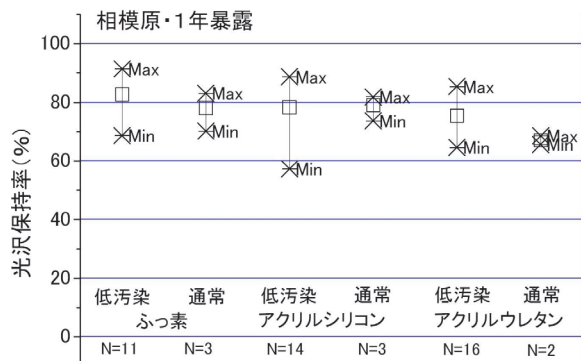 相模原・1年暴露
光沢保持率(%)
100
80
60
40
20
0
Max
Min
Max
Min
Max
Min
Max
Min
Max
Min
Max
Min
低汚染 通常 低汚染 通常 低汚染 通常
ふっ素 アクリルシリコン アクリルウレタン
N=11 N=3 N=14 N=3 N=16 N=2